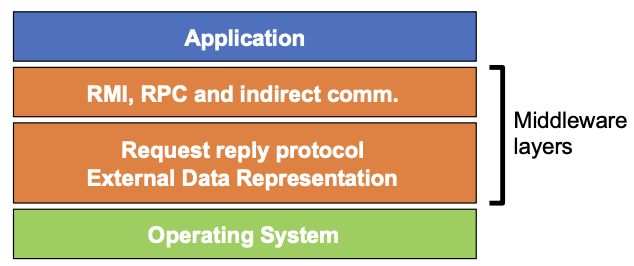 Application
RMI, RPC and indirect comm.
Request reply protocol
External Data Representation
Operating System
Middleware
layers